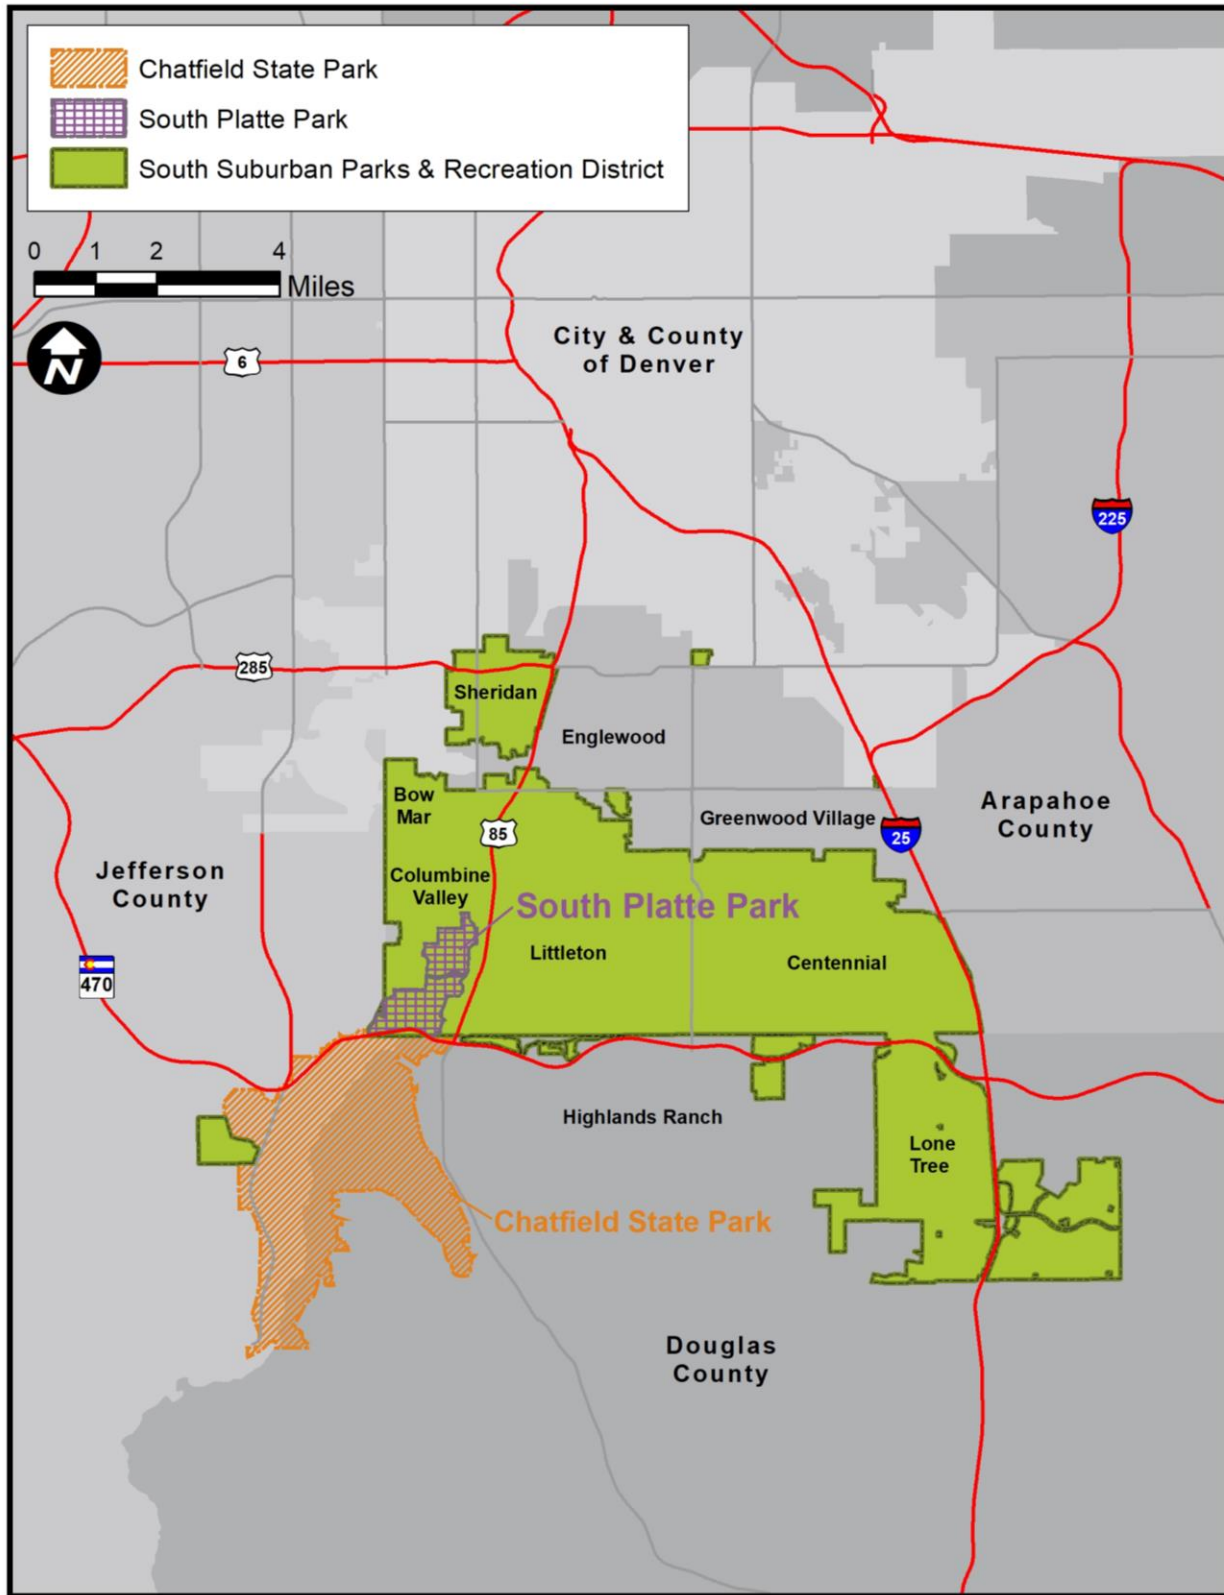 Chatfield State Park
South Platte Park
South Suburban Parks & Recreation District
0 1 2 4
Miles
N
City & County
of Denver
6
225
285
Sheridan
Englewood
Bow
Mar
85
Greenwood Village
25
Arapahoe
County
Jefferson
County
Columbine
Valley
South Platte Park
Littleton
Centennial
470
Highlands Ranch
Lone
Tree
Chatfield State Park
Douglas
County